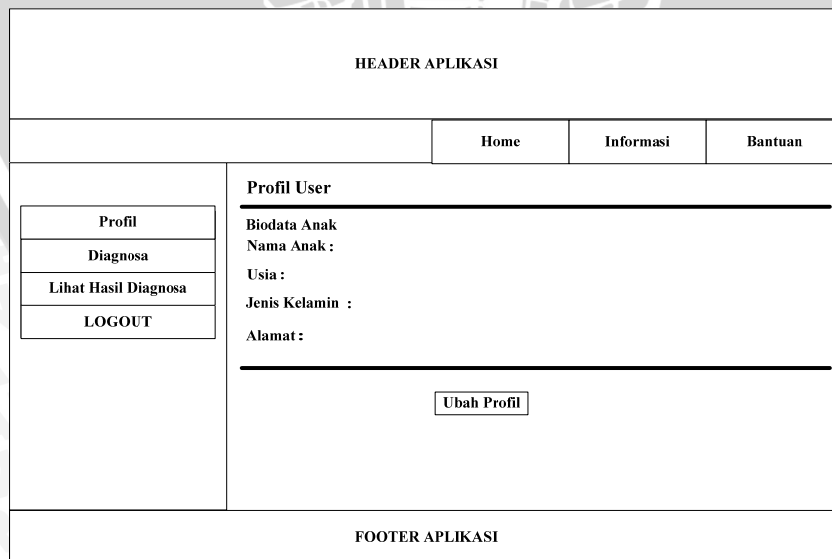 HEADER APLIKASI
Home
Informasi
Bantuan
Profil
Diagnosa
Lihat Hasil Diagnosa
LOGOUT
Profil User
Biodata Anak
Nama Anak :
Usia :
Jenis Kelamin :
Alamat :
Ubah Profil
FOOTER APLIKASI